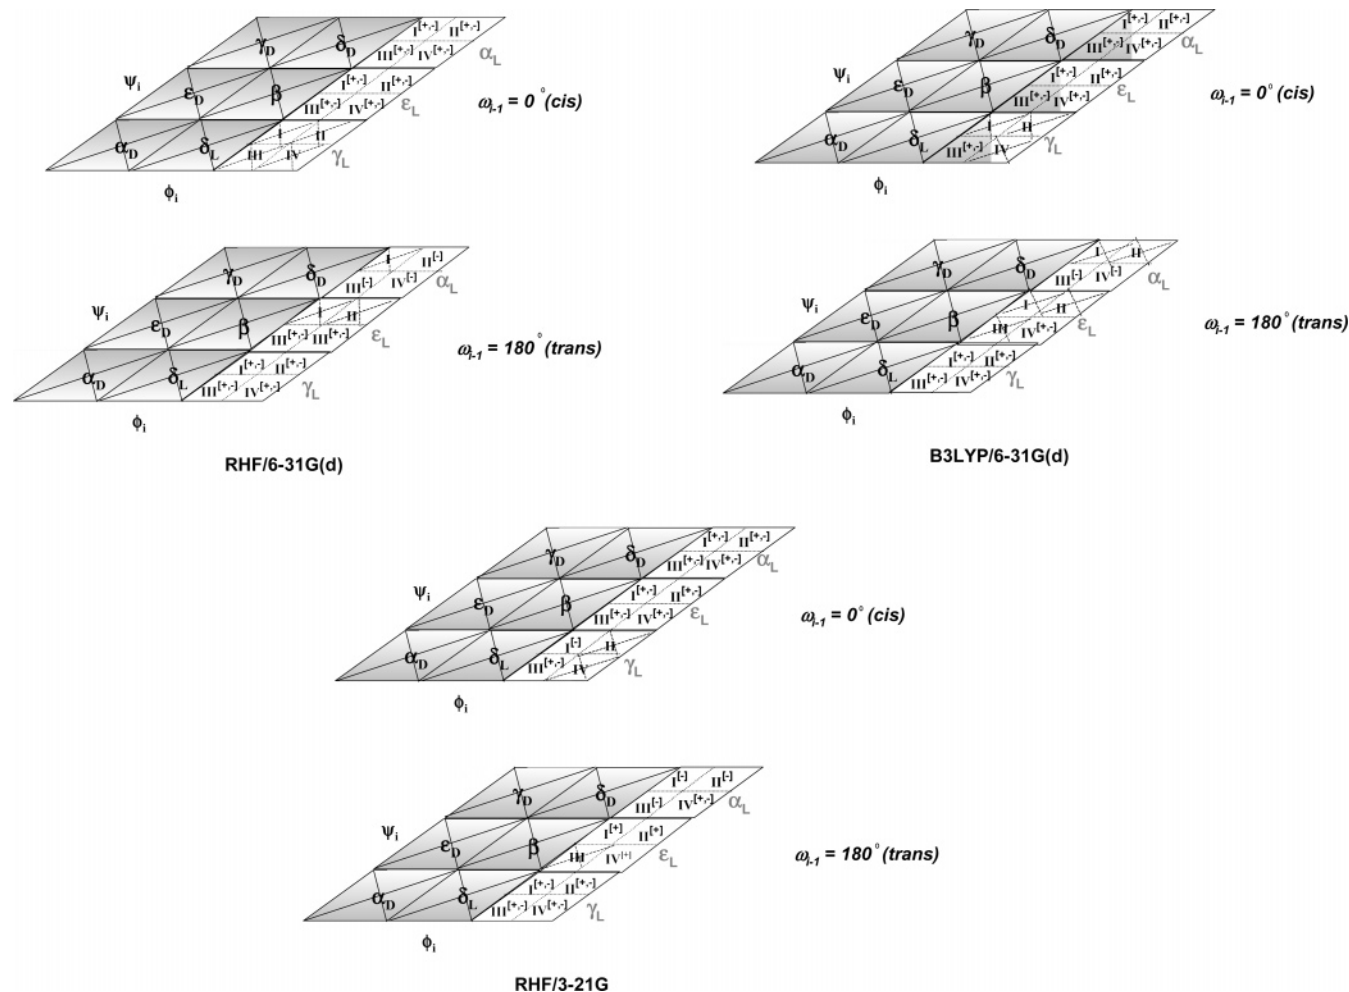 γD δD I[+,-] II[+,-]
III[+,-] IV[+,-] αL
ψi εD β I[+,-] II[+,-]
III[+,-] IV[+,-] εL
ωi-1 = 0° (cis)
αD δL I II
III IV γL
ϕi
γD δD I II[-]
III[-] IV[-] αL
ψi εD β I II
III[+,-] III[+,-] εL
ωi-1 = 180° (trans)
αD δL I[+,-] II[+,-]
III[+,-] IV[+,-] γL
ϕi
RHF/6-31G(d)
γD δD I[+,-] II[+,-]
III[+,-] IV[+,-] αL
ψi εD β I[+,-] II[+,-]
III[+,-] IV[+,-] εL
ωi-1 = 0° (cis)
αD δL I II
III[+,-] IV γL
ϕi
γD δD I II
III[-] IV[-] αL
ψi εD β I II
III IV[+,-] εL
ωi-1 = 180° (trans)
αD δL I[+,-] II[+,-]
III[+,-] IV[+,-] γL
ϕi
B3LYP/6-31G(d)
γD δD I[+,-] II[+,-]
III[+,-] IV[+,-] αL
ψi εD β I[+,-] II[+,-]
III[+,-] IV[+,-] εL
ωi-1 = 0° (cis)
αD δL I[-] II
III[+,-] IV γL
ϕi
γD δD I[-] II[-]
III[-] IV[+,-] αL
ψi εD β I[+] II[+]
III IV[+] εL
ωi-1 = 180° (trans)
αD δL I[+,-] II[+,-]
III[+,-] IV[+,-] γL
ϕi
RHF/3-21G